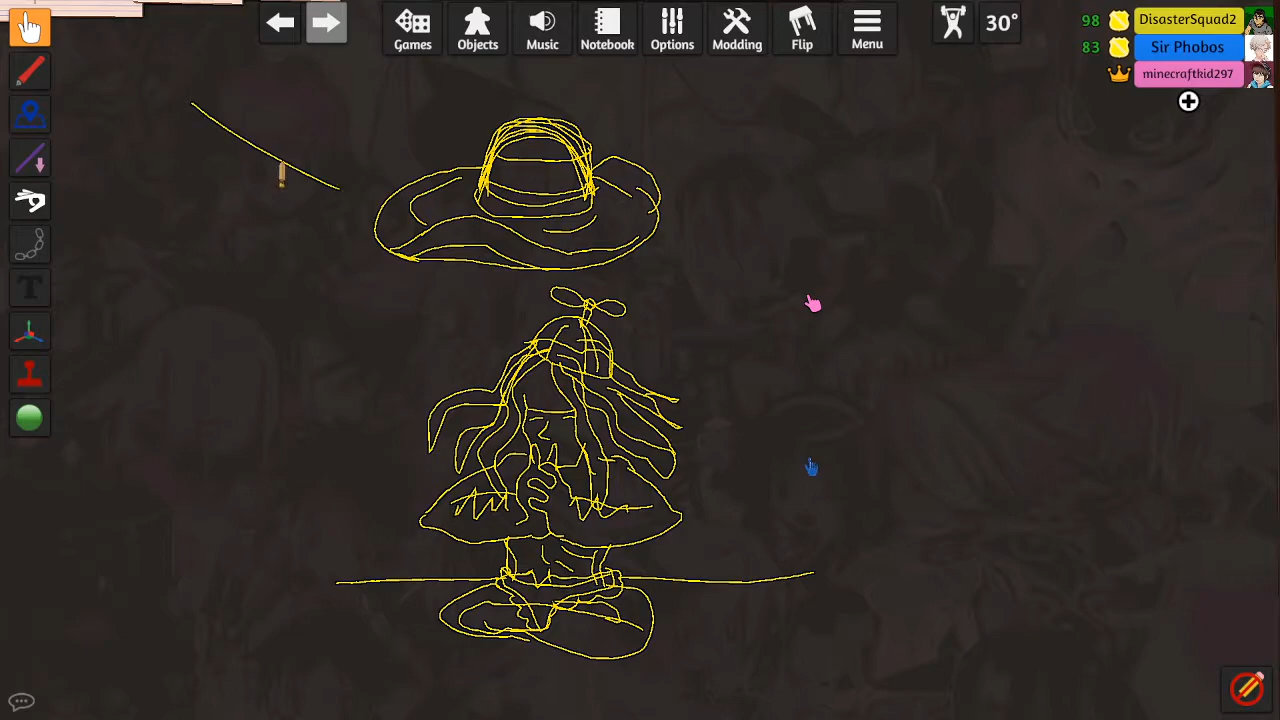 Games Objects Music Notebook Options Modding Flip Menu 30°
98 DisasterSquad2
83 Sir Phobos
minecraftkid297
T